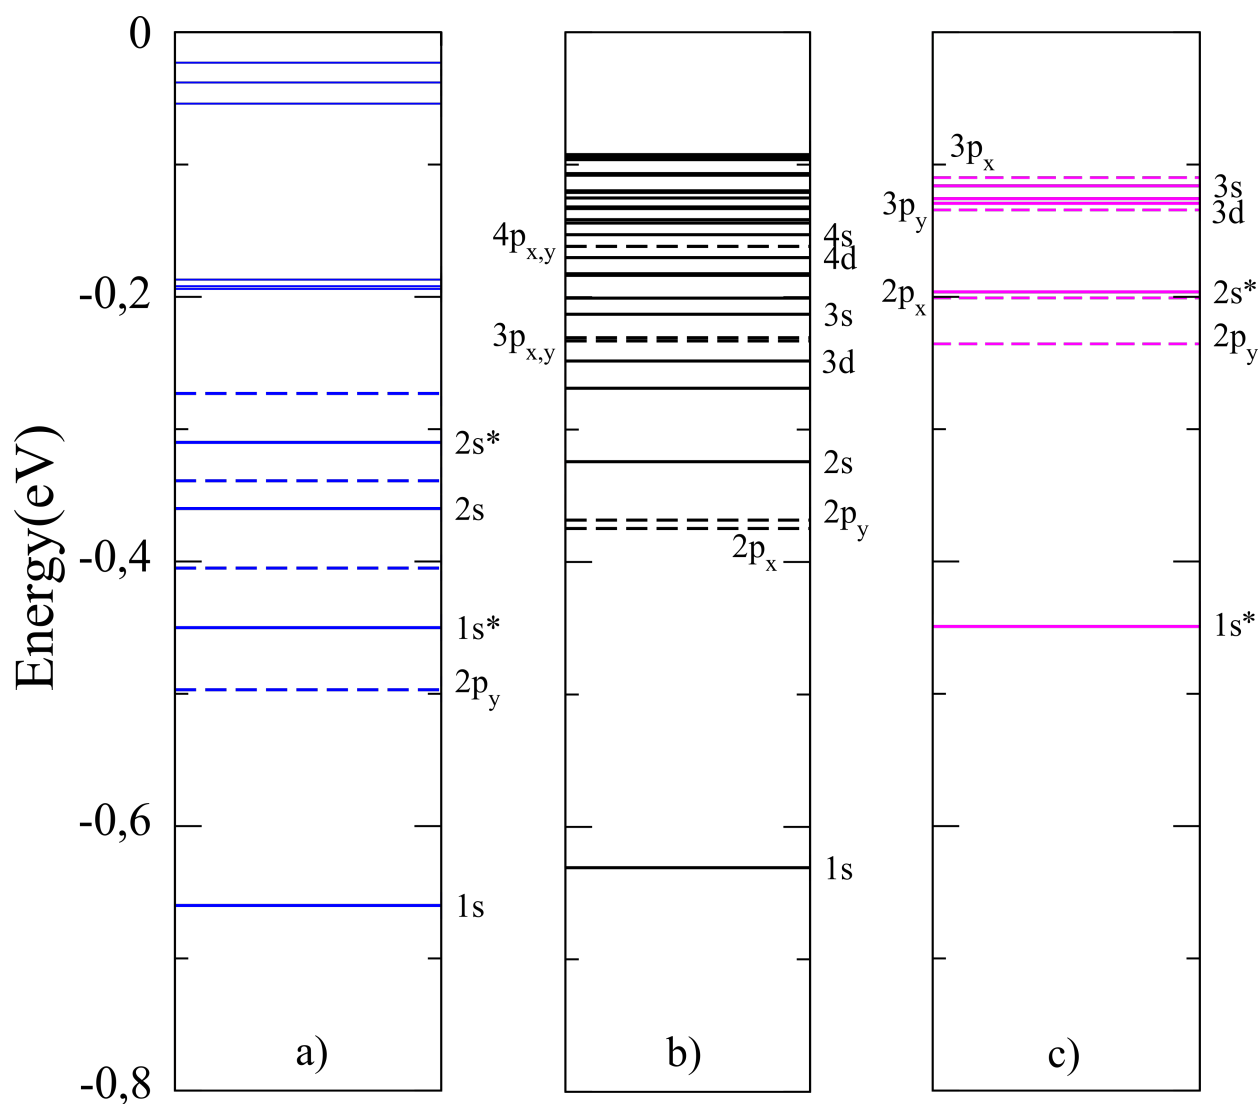 Energy(eV)
0
-0,2
-0,4
-0,6
-0,8
2s*
2s
1s*
2p_y
1s
a)
4p_x,y
4s
4d
3s
3p_x,y
3d
2s
2p_y
2p_x
1s
b)
3p_x
3s
3p_y
3d
2p_x
2s*
2p_y
1s*
c)